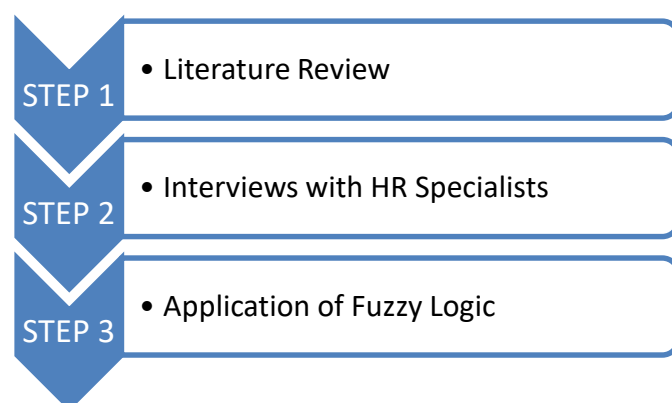 STEP 1
• Literature Review
STEP 2
• Interviews with HR Specialists
STEP 3
• Application of Fuzzy Logic